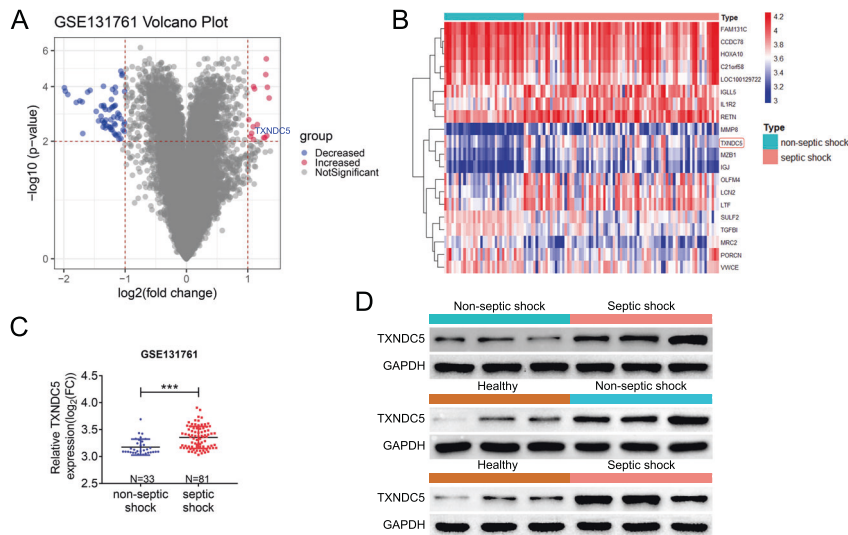 A
GSE131761 Volcano Plot
−log10 (p−value)
6
4
2
0
−2
−1
0
1
log2(fold change)
TXNDC5
group
Decreased
Increased
NotSignificant
B
Type
FAM131C
CCDC78
HOXA10
C21orf58
LOC100129722
IGLL5
IL1R2
RETN
MMP8
TXNDC5
MZB1
IGJ
OLFM4
LCN2
LTF
SULF2
TGFBI
MRC2
PORCN
VWCE
4.2
4
3.8
3.6
3.4
3.2
3
Type
non-septic shock
septic shock
C
GSE131761
Relative TXNDC5
expression(log2(FC))
4.5
4.0
3.5
3.0
2.5
***
N=33
N=81
non-septic
shock
septic
shock
D
Non-septic shock
Septic shock
TXNDC5
GAPDH
Healthy
Non-septic shock
TXNDC5
GAPDH
Healthy
Septic shock
TXNDC5
GAPDH